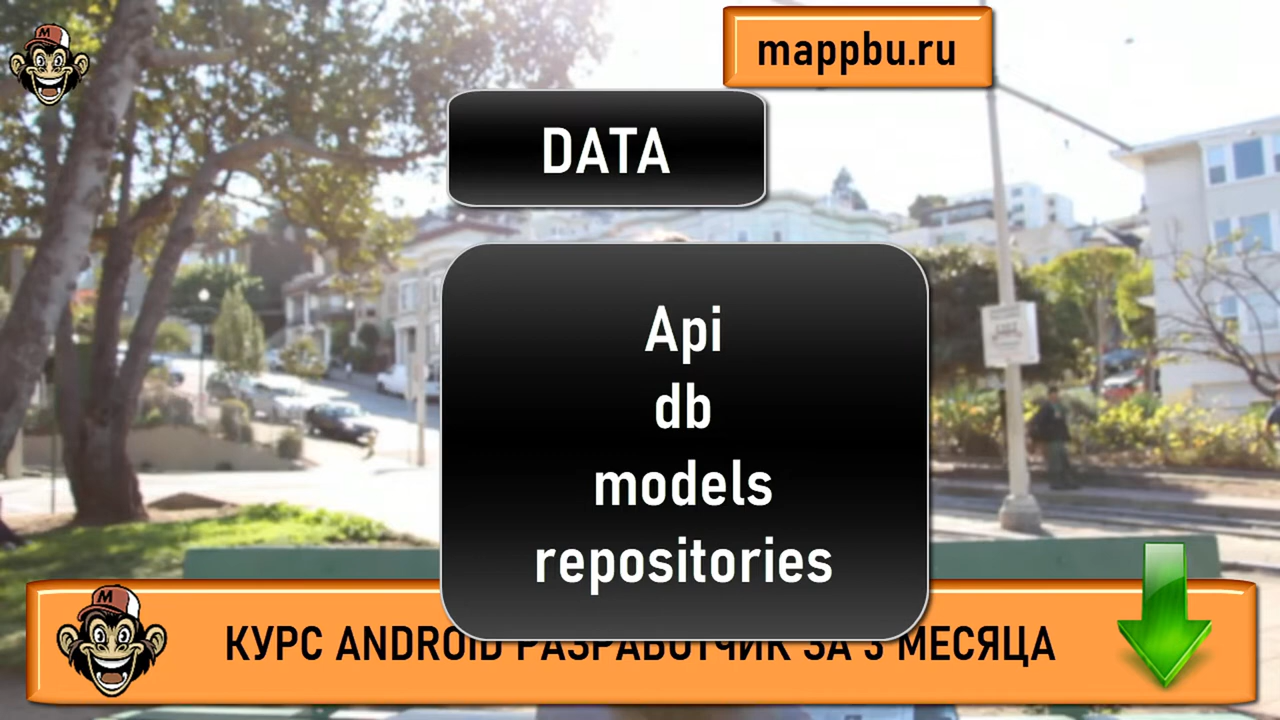 mappbu.ru
DATA
Api
db
models
repositories
КУРС ANDROID РАЗРАБОТЧИК ЗА 3 МЕСЯЦА